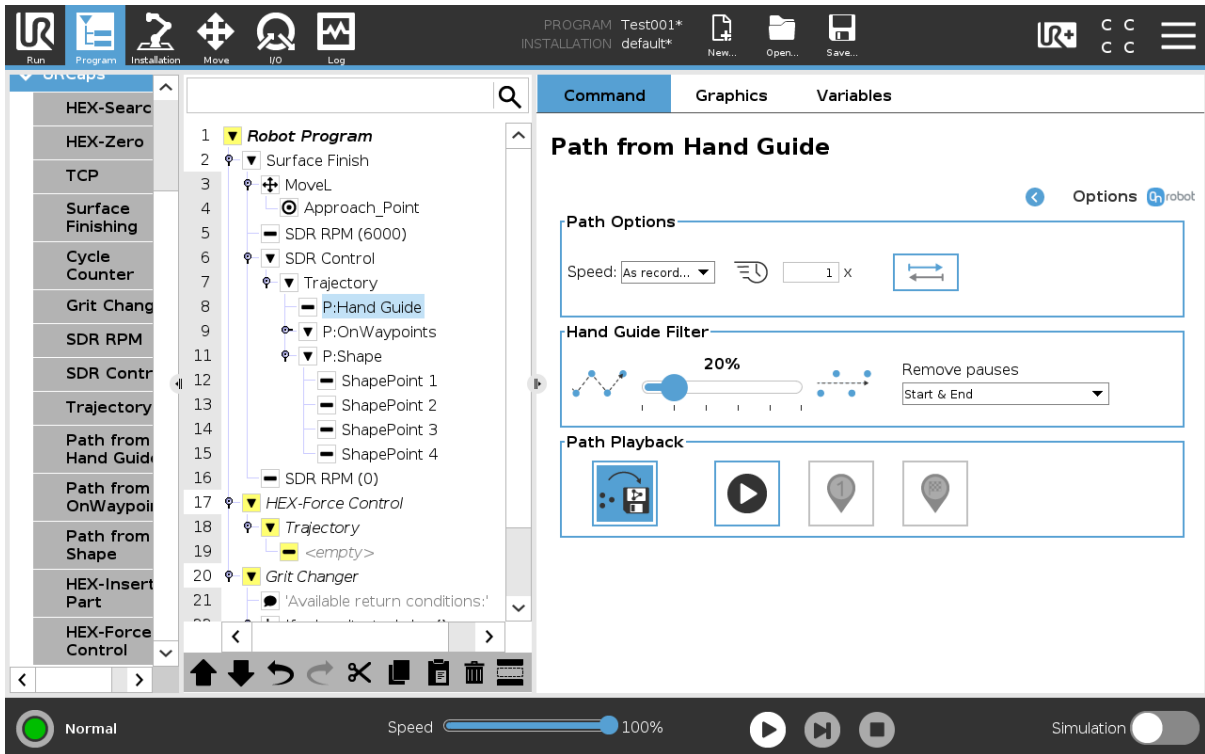 PROGRAM Test001*
INSTALLATION default*
New...
Open...
Save...
UR
Run
Program
Installation
Move
I/O
Log
UR+
C C
C C
URCaps
HEX-Searc
HEX-Zero
TCP
Surface
Finishing
Cycle
Counter
Grit Chang
SDR RPM
SDR Contr
Trajectory
Path from
Hand Guid
Path from
OnWaypoi
Path from
Shape
HEX-Insert
Part
HEX-Force
Control
1 Robot Program
2 Surface Finish
3 MoveL
4 Approach_Point
5 SDR RPM (6000)
6 SDR Control
7 Trajectory
8 P:Hand Guide
9 P:OnWaypoints
11 P:Shape
12 ShapePoint 1
13 ShapePoint 2
14 ShapePoint 3
15 ShapePoint 4
16 SDR RPM (0)
17 HEX-Force Control
18 Trajectory
19 <empty>
20 Grit Changer
21 'Available return conditions:'
Command Graphics Variables
Path from Hand Guide
Options OnRobot
Path Options
Speed: As record... 1 x
Hand Guide Filter
20%
Remove pauses
Start & End
Path Playback
1
Normal
Speed 100%
Simulation